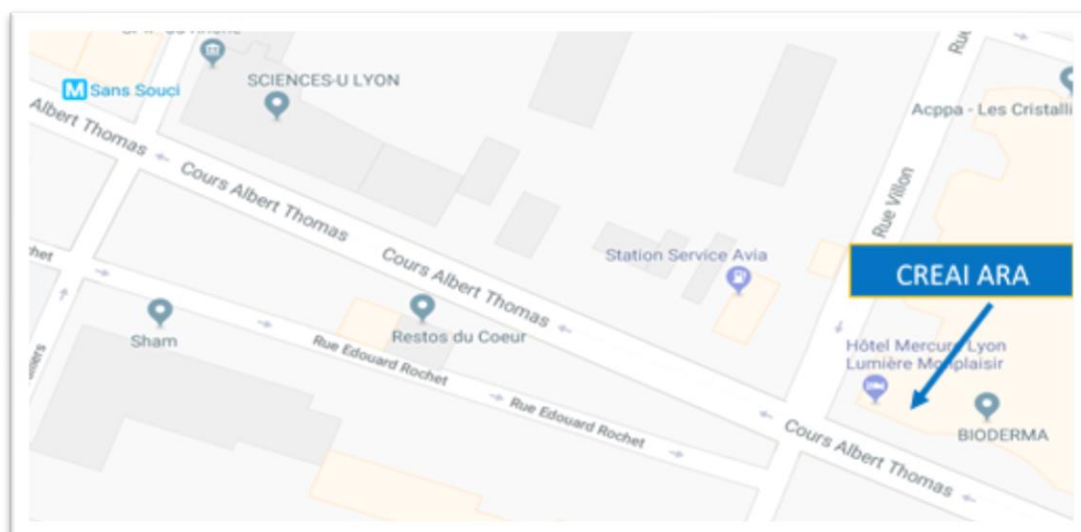 SCIENCES-U LYON
M Sans Souci
Albert Thomas
Cours Albert Thomas
Cours Albert Thomas
Cours Albert Thomas
Acppa - Les Cristalli
Rue Villon
Station Service Avia
CREAI ARA
Sham
Restos du Coeur
Rue Edouard Rochet
Rue Edouard Rochet
Hôtel Mercure Lyon
Lumière Monplaisir
BIODERMA